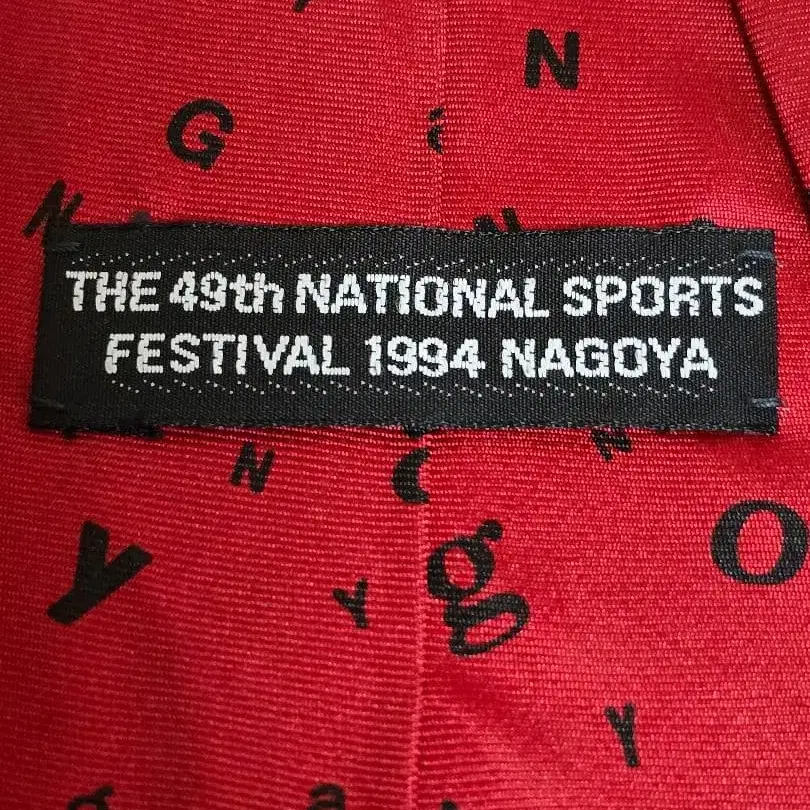 N
G
N
THE 49th NATIONAL SPORTS
FESTIVAL 1994 NAGOYA
N
N
y
Y
g
O
Y